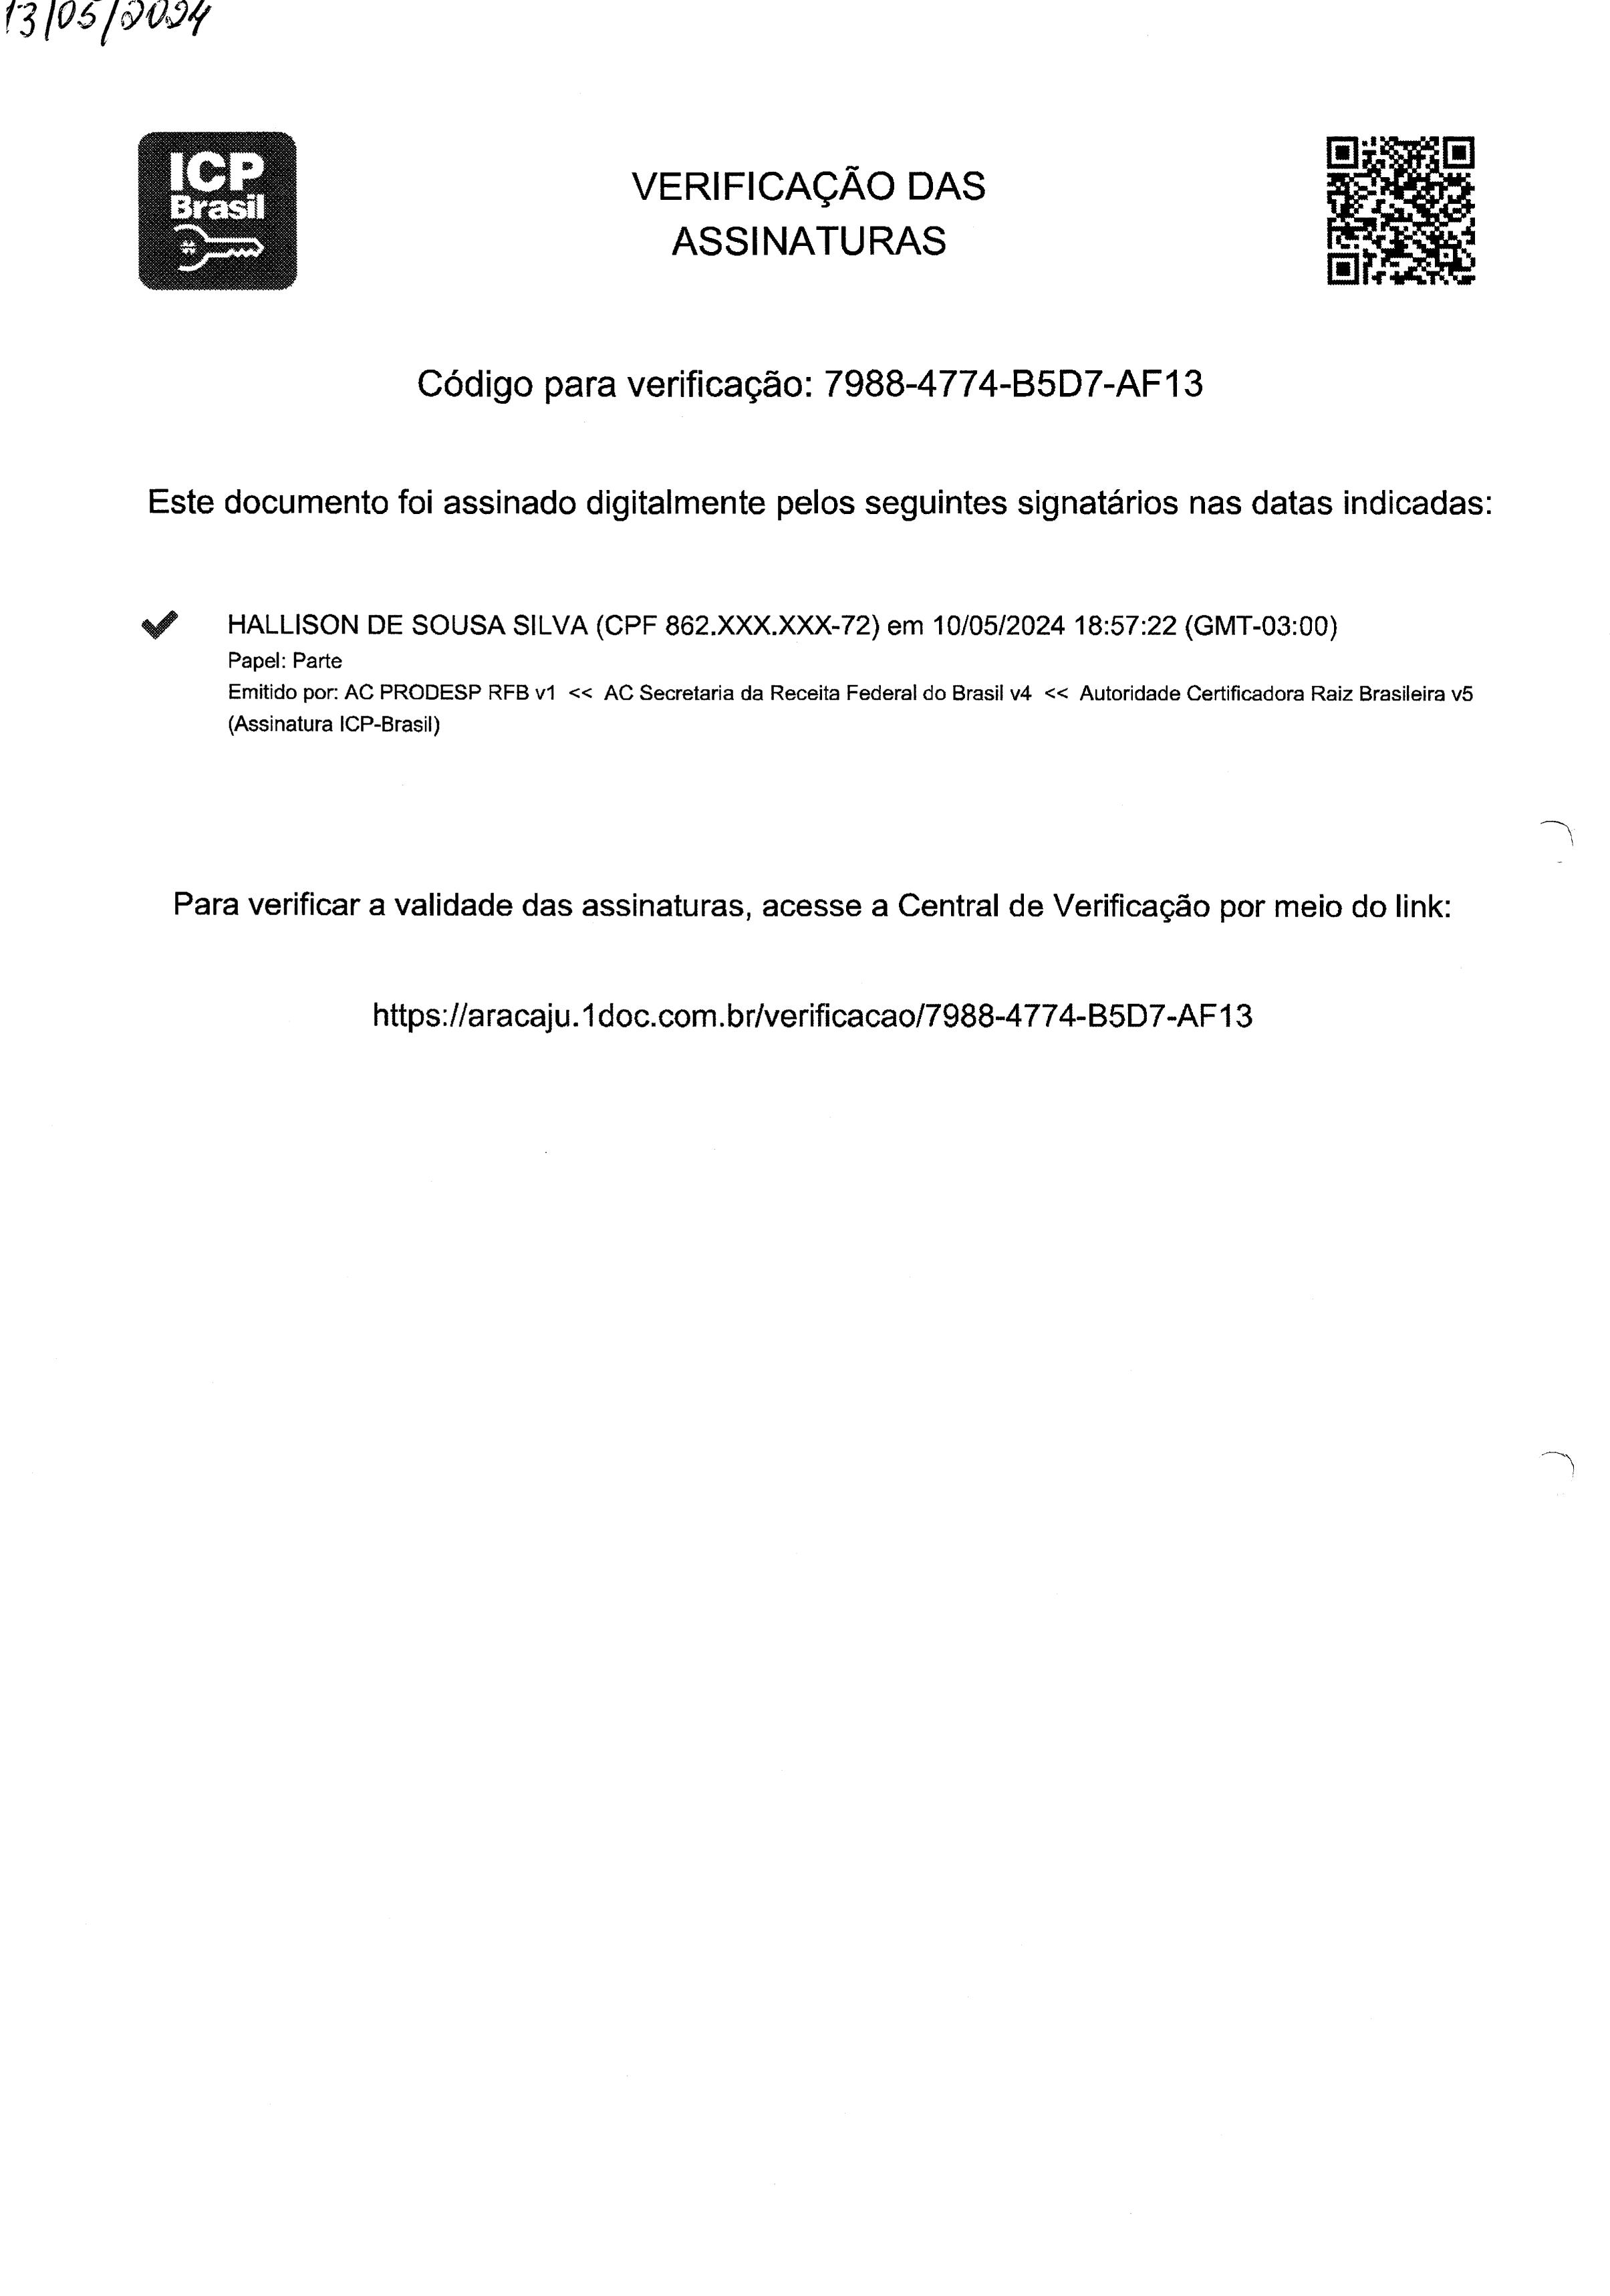 13/05/2024
ICP
Brasil
VERIFICAÇÃO DAS
ASSINATURAS
Código para verificação: 7988-4774-B5D7-AF13
Este documento foi assinado digitalmente pelos seguintes signatários nas datas indicadas:
HALLISON DE SOUSA SILVA (CPF 862.XXX.XXX-72) em 10/05/2024 18:57:22 (GMT-03:00)
Papel: Parte
Emitido por: AC PRODESP RFB v1 << AC Secretaria da Receita Federal do Brasil v4 << Autoridade Certificadora Raiz Brasileira v5
(Assinatura ICP-Brasil)
Para verificar a validade das assinaturas, acesse a Central de Verificação por meio do link:
https://aracaju.1doc.com.br/verificacao/7988-4774-B5D7-AF13